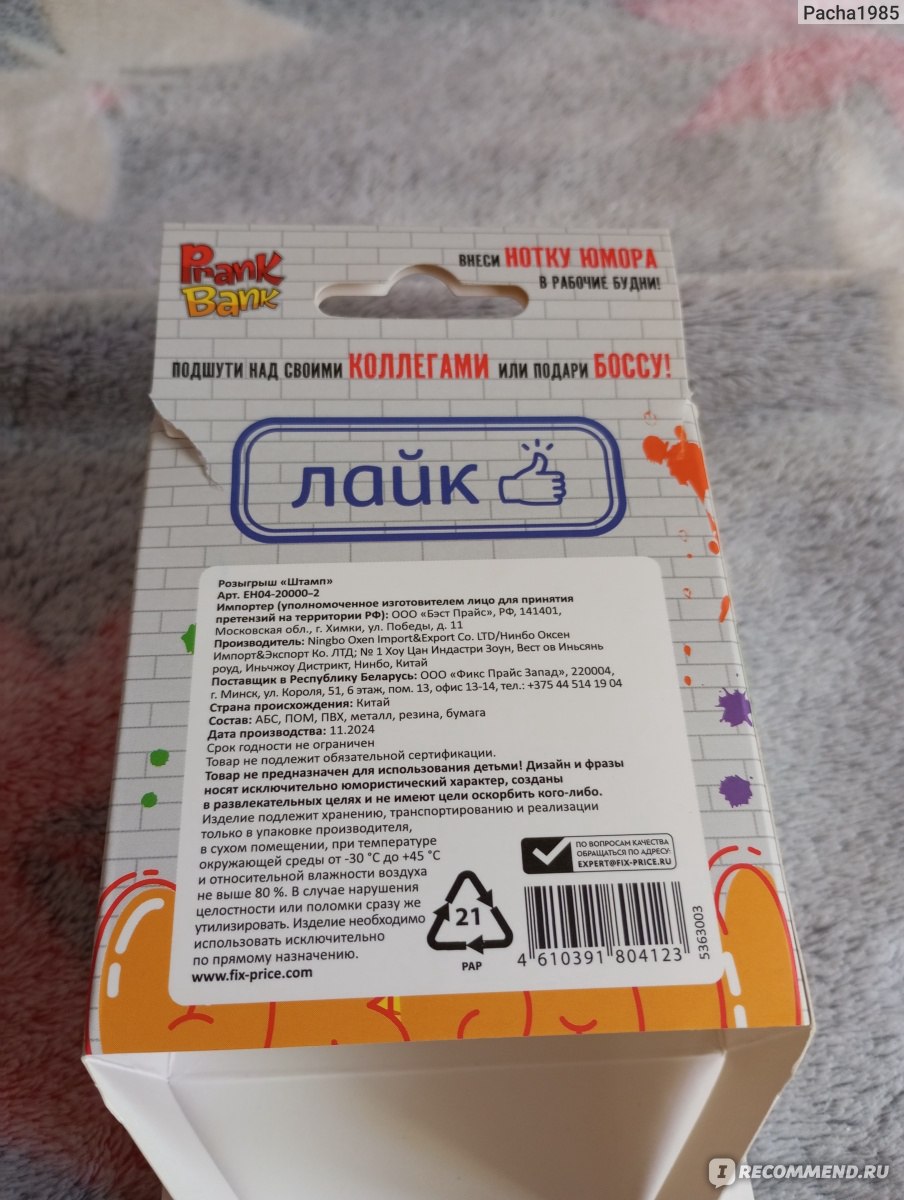 Pacha1985
Prank
Bank
ВНЕСИ НОТКУ ЮМОРА
В РАБОЧИЕ БУДНИ!
ПОДШУТИ НАД СВОИМИ КОЛЛЕГАМИ ИЛИ ПОДАРИ БОССУ!
лайк
Розыгрыш «Штамп»
Арт. EH04-20000-2
Импортер (уполномоченное изготовителем лицо для принятия
претензий на территории РФ): ООО «Бэст Прайс», РФ, 141401,
Московская обл., г. Химки, ул. Победы, д. 11
Производитель: Ningbo Oxen Import&Export Co. LTD/Нинбо Оксен
Импорт&Экспорт Ко. ЛТД; № 1 Хоу Цан Индастри Зоун, Вест ов Иньсянь
роуд, Иньчжоу Дистрикт, Нинбо, Китай
Поставщик в Республику Беларусь: ООО «Фикс Прайс Запад», 220004,
г. Минск, ул. Короля, 51, 6 этаж, пом. 13, офис 13-14, тел.: +375 44 514 19 04
Страна происхождения: Китай
Состав: АБС, ПОМ, ПВХ, металл, резина, бумага
Дата производства: 11.2024
Срок годности не ограничен
Товар не подлежит обязательной сертификации.
Товар не предназначен для использования детьми! Дизайн и фразы
носят исключительно юмористический характер, созданы
в развлекательных целях и не имеют цели оскорбить кого-либо.
Изделие подлежит хранению, транспортированию и реализации
только в упаковке производителя,
в сухом помещении, при температуре
окружающей среды от -30 °С до +45 °С
и относительной влажности воздуха
не выше 80 %. В случае нарушения
целостности или поломки сразу же
утилизировать. Изделие необходимо
использовать исключительно
по прямому назначению.
www.fix-price.com
ПО ВОПРОСАМ КАЧЕСТВА
ОБРАЩАТЬСЯ ПО АДРЕСУ:
EXPERT@FIX-PRICE.RU
21
PAP
4 610391 804123
5363003
IRECOMMEND.RU